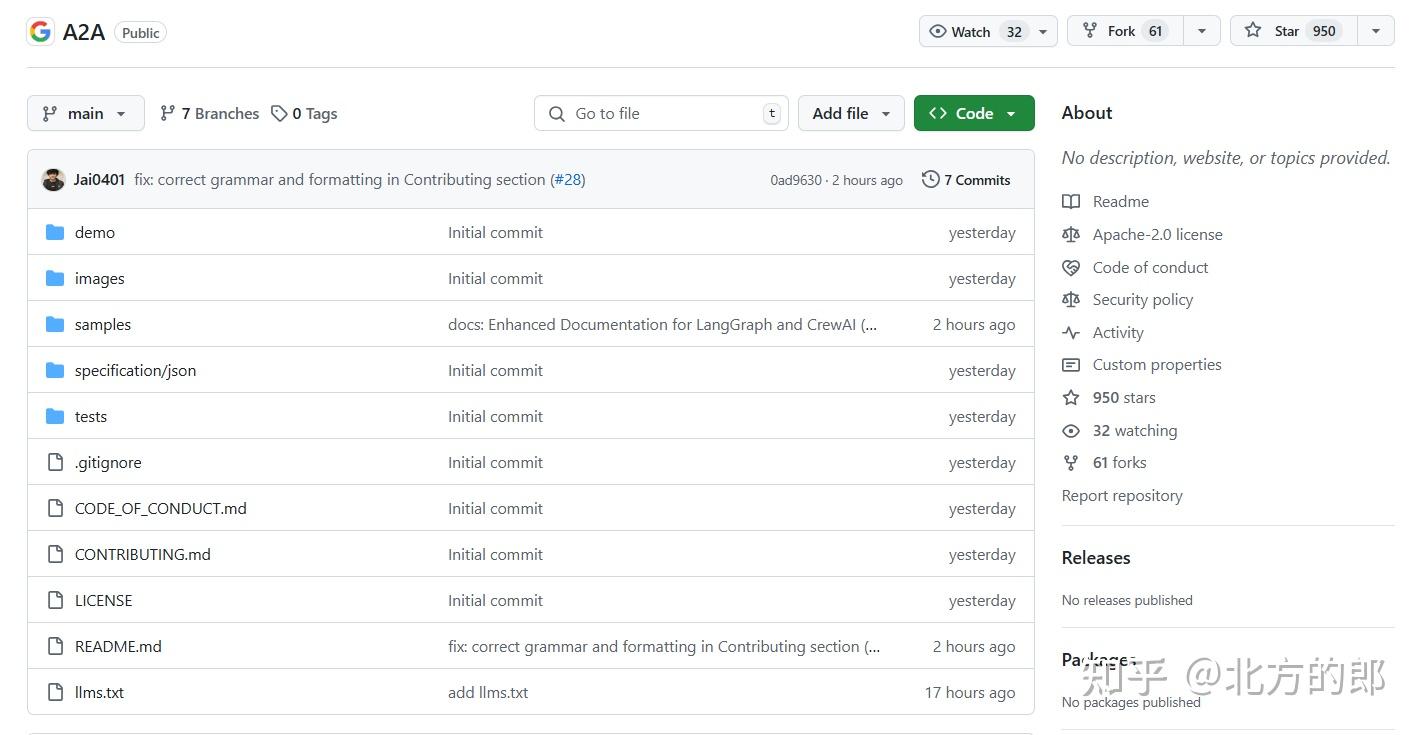 A2A Public
Watch 32
Fork 61
Star 950
main
7 Branches
0 Tags
Go to file
t
Add file
Code
Jai0401 fix: correct grammar and formatting in Contributing section (#28)
0ad9630 · 2 hours ago
7 Commits
demo Initial commit yesterday
images Initial commit yesterday
samples docs: Enhanced Documentation for LangGraph and CrewAI (... 2 hours ago
specification/json Initial commit yesterday
tests Initial commit yesterday
.gitignore Initial commit yesterday
CODE_OF_CONDUCT.md Initial commit yesterday
CONTRIBUTING.md Initial commit yesterday
LICENSE Initial commit yesterday
README.md fix: correct grammar and formatting in Contributing section (... 2 hours ago
llms.txt add llms.txt 17 hours ago
About
No description, website, or topics provided.
Readme
Apache-2.0 license
Code of conduct
Security policy
Activity
Custom properties
950 stars
32 watching
61 forks
Report repository
Releases
No releases published
Packages
No packages published
知乎 @北方的郎